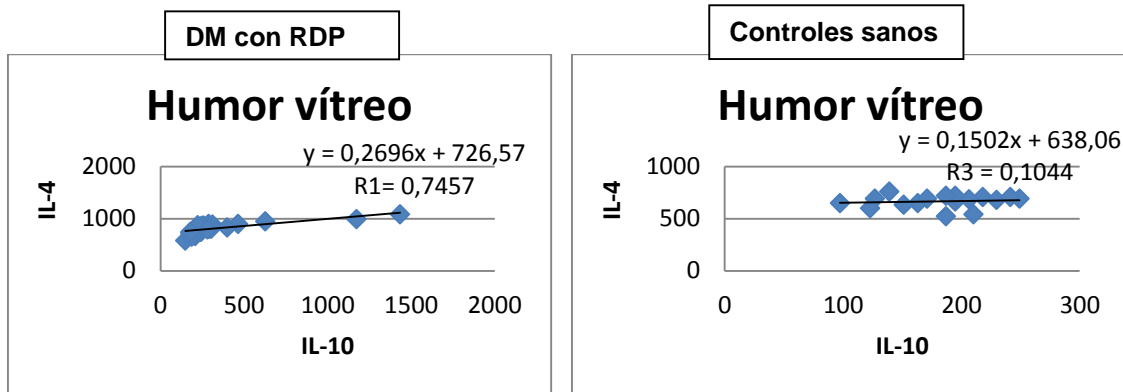 DM con RDP
Humor vítreo
y = 0,2696x + 726,57
R1= 0,7457
IL-4
2000
1000
0
0 500 1000 1500 2000
IL-10
Controles sanos
Humor vítreo
y = 0,1502x + 638,06
R3 = 0,1044
IL-4
1000
500
0
0 100 200 300
IL-10